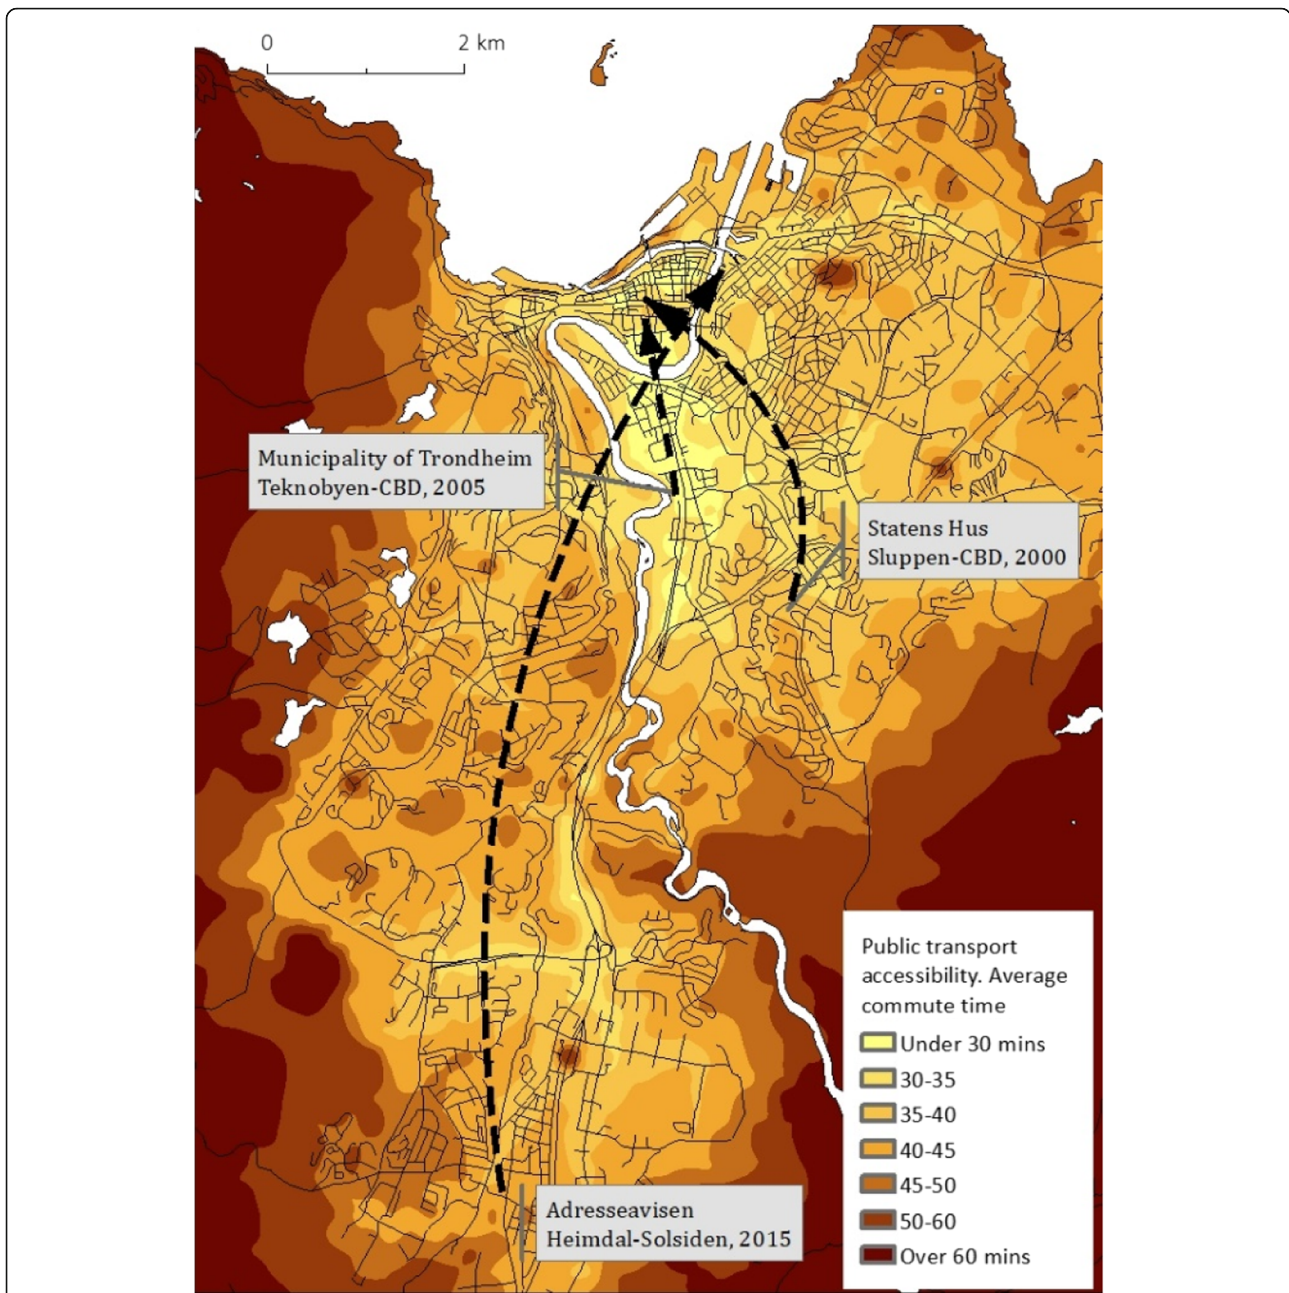 0 2 km
Municipality of Trondheim
Teknobyen-CBD, 2005
Statens Hus
Sluppen-CBD, 2000
Public transport
accessibility. Average
commute time
Under 30 mins
30-35
35-40
40-45
45-50
50-60
Over 60 mins
Adresseavisen
Heimdal-Solsiden, 2015